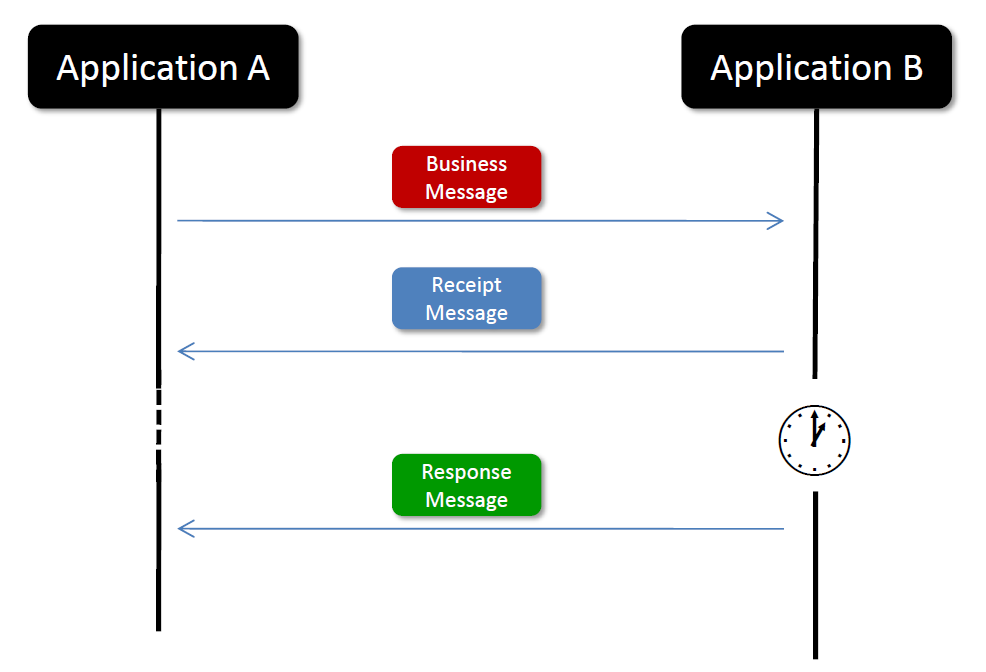 Application A
Application B
Business
Message
Receipt
Message
Response
Message